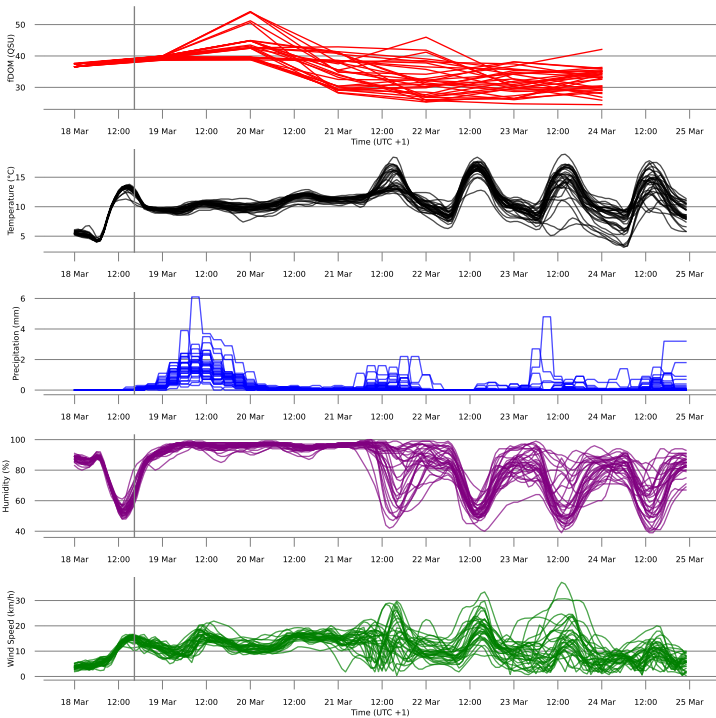 fDOM (QSU)
50
40
30
18 Mar 12:00 19 Mar 12:00 20 Mar 12:00 21 Mar 12:00 22 Mar 12:00 23 Mar 12:00 24 Mar 12:00 25 Mar
Time (UTC +1)
Temperature (°C)
15
10
5
18 Mar 12:00 19 Mar 12:00 20 Mar 12:00 21 Mar 12:00 22 Mar 12:00 23 Mar 12:00 24 Mar 12:00 25 Mar
Precipitation (mm)
6
4
2
0
18 Mar 12:00 19 Mar 12:00 20 Mar 12:00 21 Mar 12:00 22 Mar 12:00 23 Mar 12:00 24 Mar 12:00 25 Mar
Humidity (%)
100
80
60
40
18 Mar 12:00 19 Mar 12:00 20 Mar 12:00 21 Mar 12:00 22 Mar 12:00 23 Mar 12:00 24 Mar 12:00 25 Mar
Wind Speed (km/h)
30
20
10
0
18 Mar 12:00 19 Mar 12:00 20 Mar 12:00 21 Mar 12:00 22 Mar 12:00 23 Mar 12:00 24 Mar 12:00 25 Mar
Time (UTC +1)